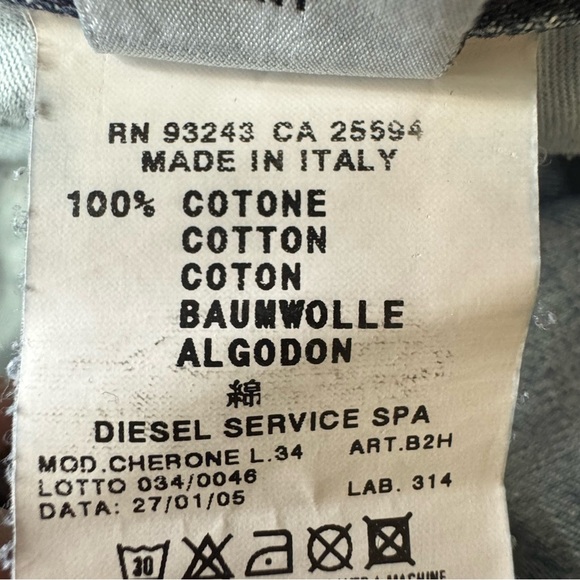 RN 93243 CA 25594
MADE IN ITALY
100% COTONE
COTTON
COTON
BAUMWOLLE
ALGODON
綿
DIESEL SERVICE SPA
MOD.CHERONE L.34 ART.B2H
LOTTO 034/0046
LAB. 314
DATA: 27/01/05
30
A MACHINE